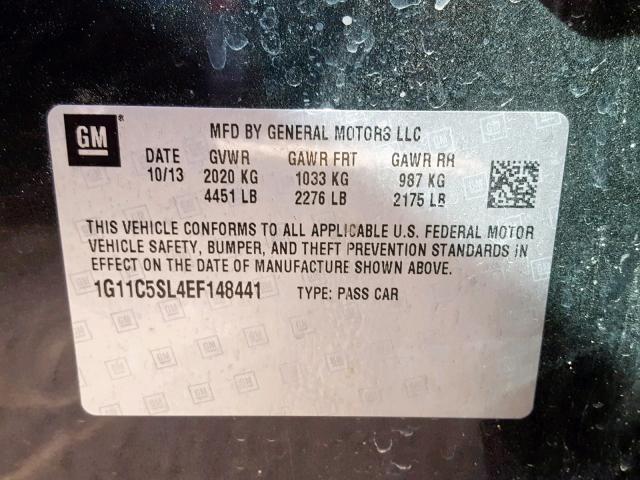 GM
MFD BY GENERAL MOTORS LLC
DATE GVWR GAWR FRT GAWR RR
10/13 2020 KG 1033 KG 987 KG
4451 LB 2276 LB 2175 LB
THIS VEHICLE CONFORMS TO ALL APPLICABLE U.S. FEDERAL MOTOR
VEHICLE SAFETY, BUMPER, AND THEFT PREVENTION STANDARDS IN
EFFECT ON THE DATE OF MANUFACTURE SHOWN ABOVE.
1G11C5SL4EF148441 TYPE: PASS CAR